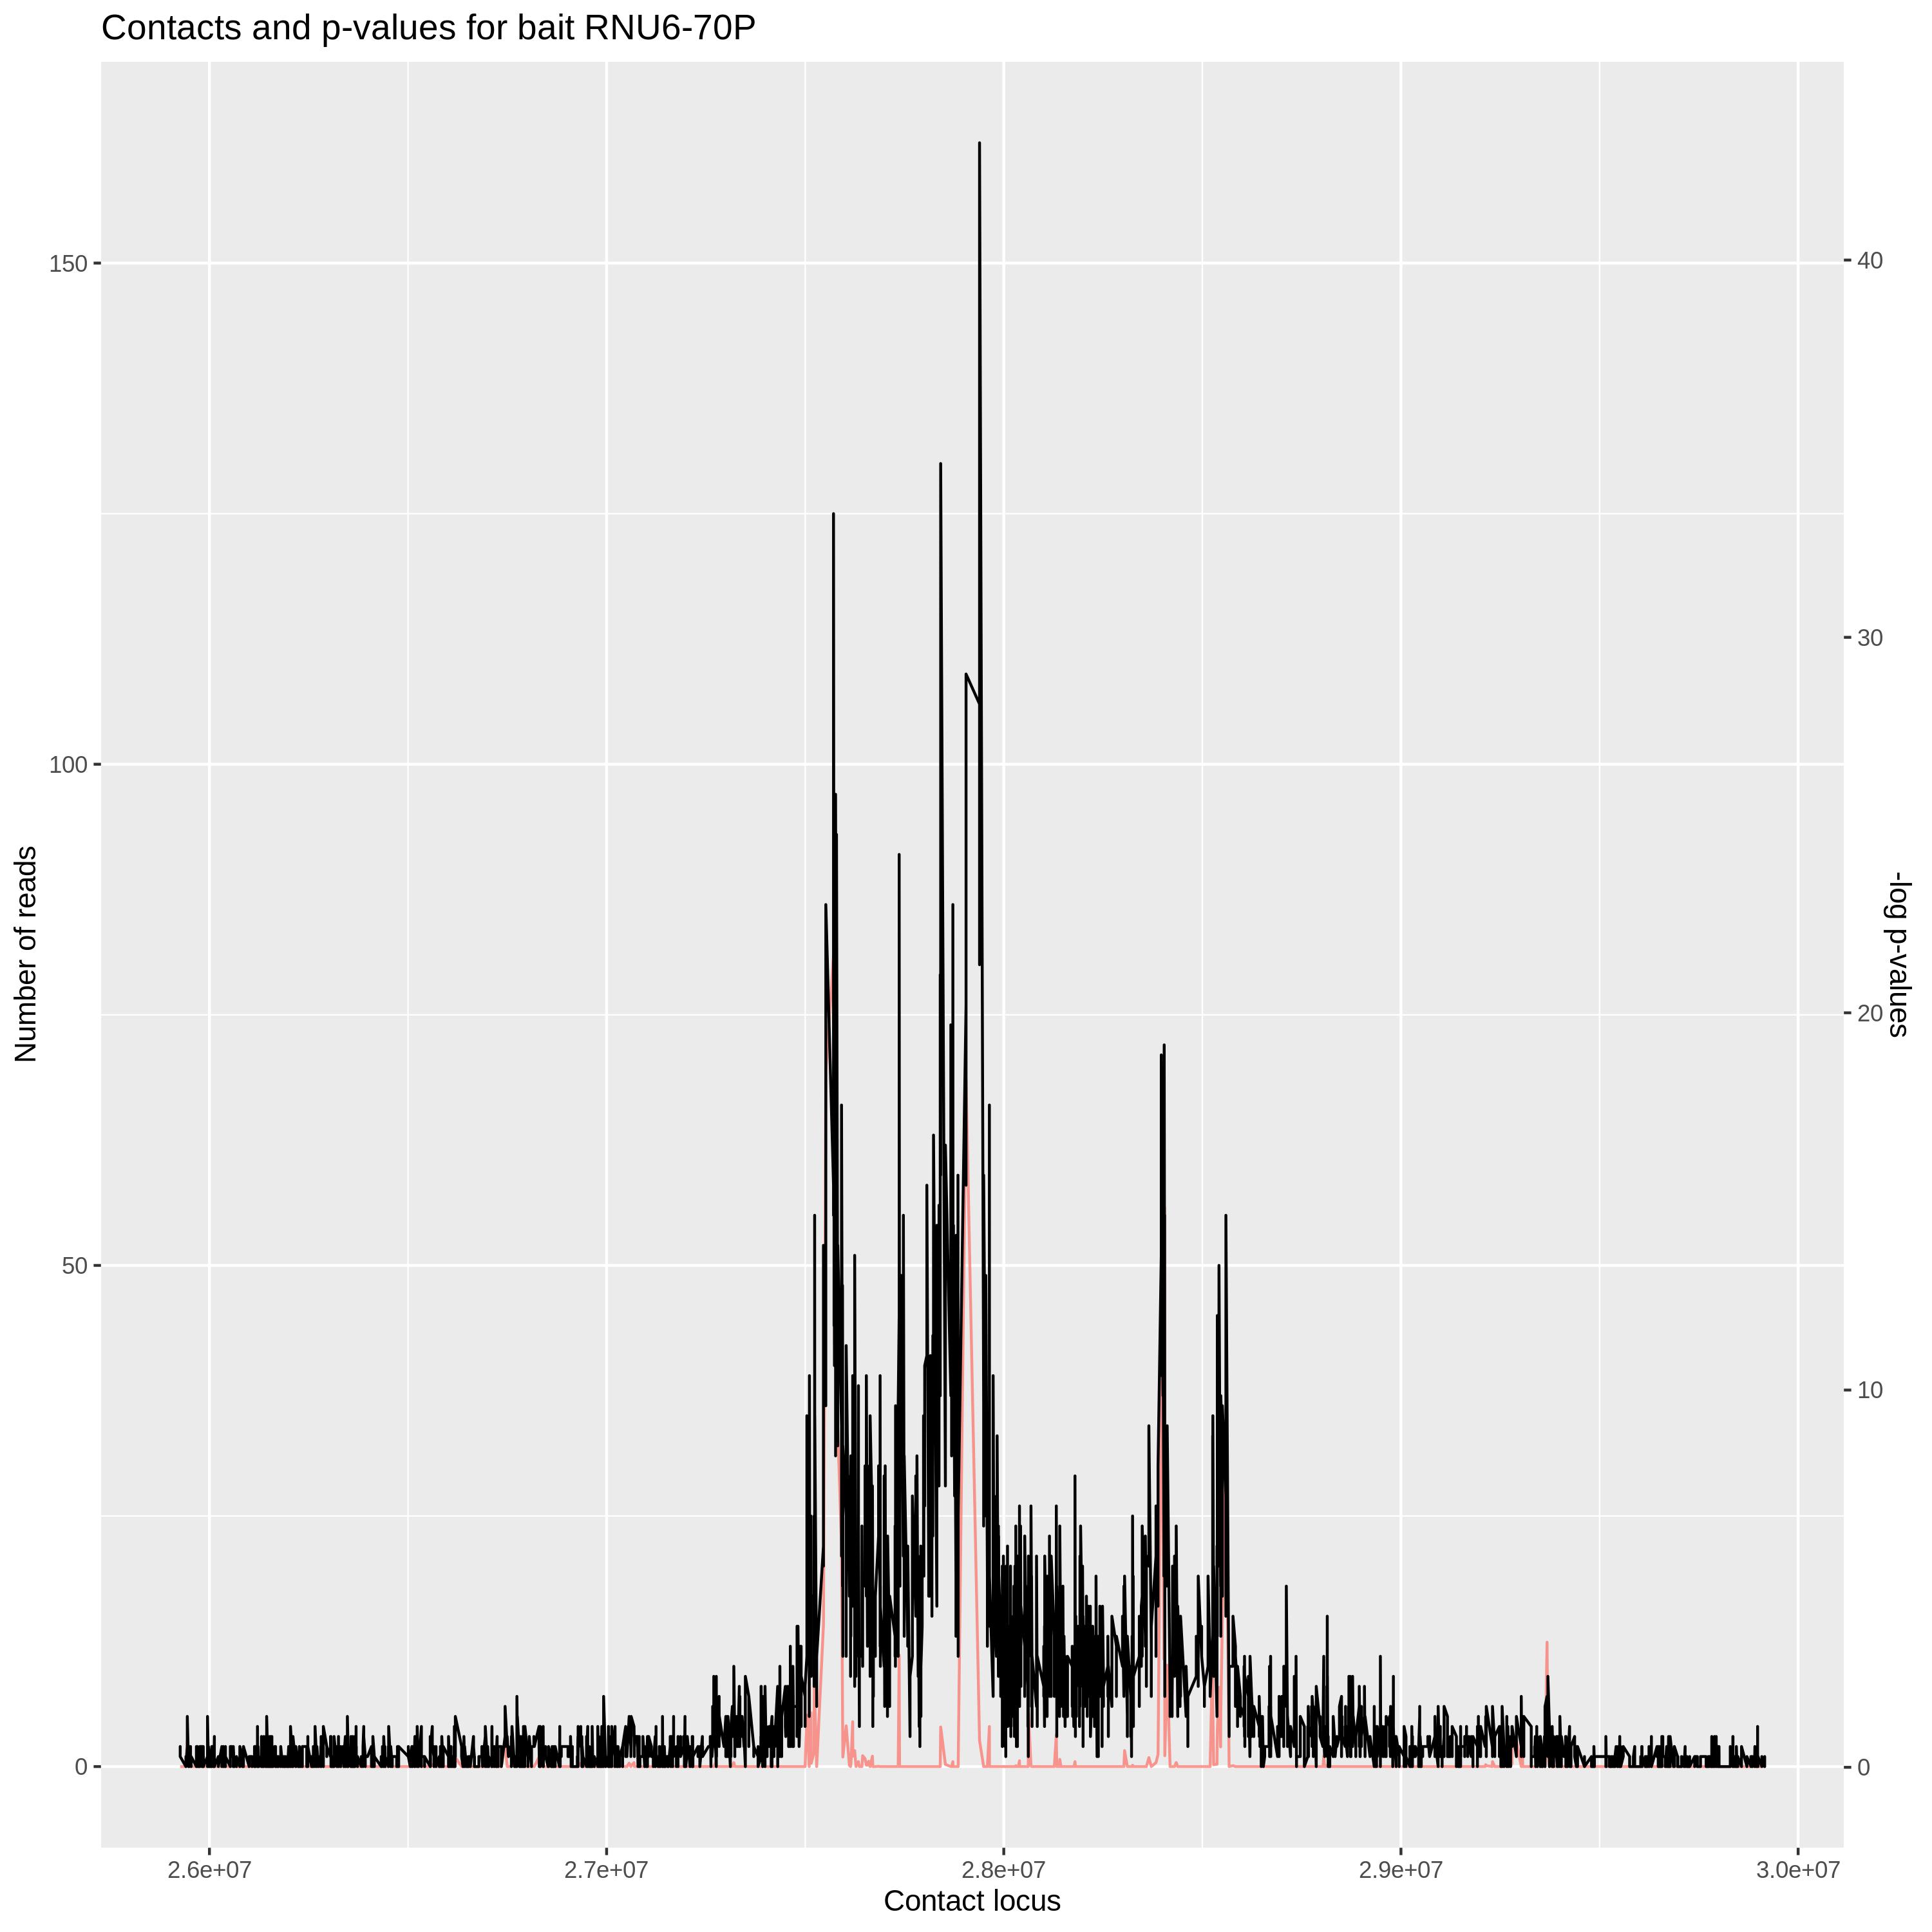 Contacts and p-values for bait RNU6-70P
150
100
50
0
Number of reads
40
30
20
10
0
-log p-values
2.6e+07 2.7e+07 2.8e+07 2.9e+07 3.0e+07
Contact locus